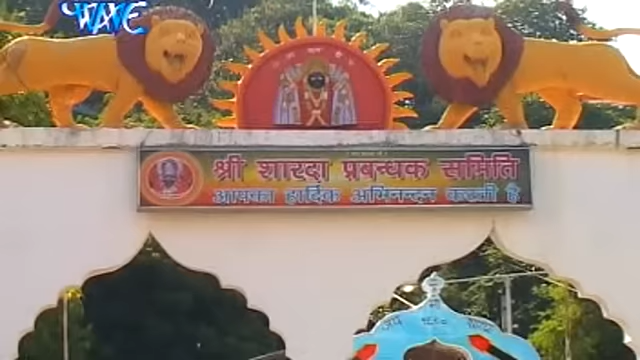 WAVE
श्री शारदा प्रबन्धक समिति
आपका हार्दिक अभिनन्दन करती है